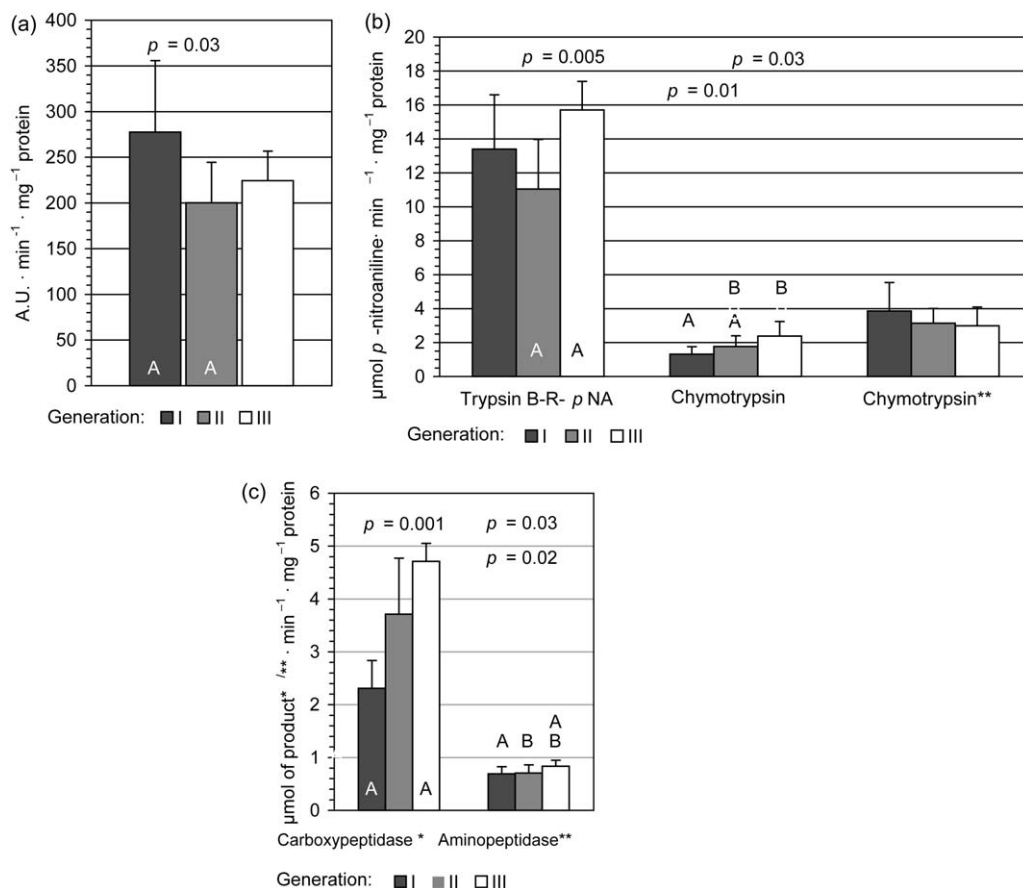 (a)
A.U. · min⁻¹ · mg⁻¹ protein
400
350
300
250
200
150
100
50
0
p = 0.03
A
A
Generation: I II III
(b)
µmol p -nitroaniline· min ⁻¹ · mg⁻¹ protein
20
18
16
14
12
10
8
6
4
2
0
p = 0.005
p = 0.03
p = 0.01
A
A
A
B
A
B
Trypsin B-R- p NA
Chymotrypsin
Chymotrypsin**
Generation: I II III
(c)
µmol of product* /** · min⁻¹ · mg⁻¹ protein
6
5
4
3
2
1
0
p = 0.001
p = 0.03
p = 0.02
A
A
A
B
A
B
Carboxypeptidase *
Aminopeptidase**
Generation: I II III